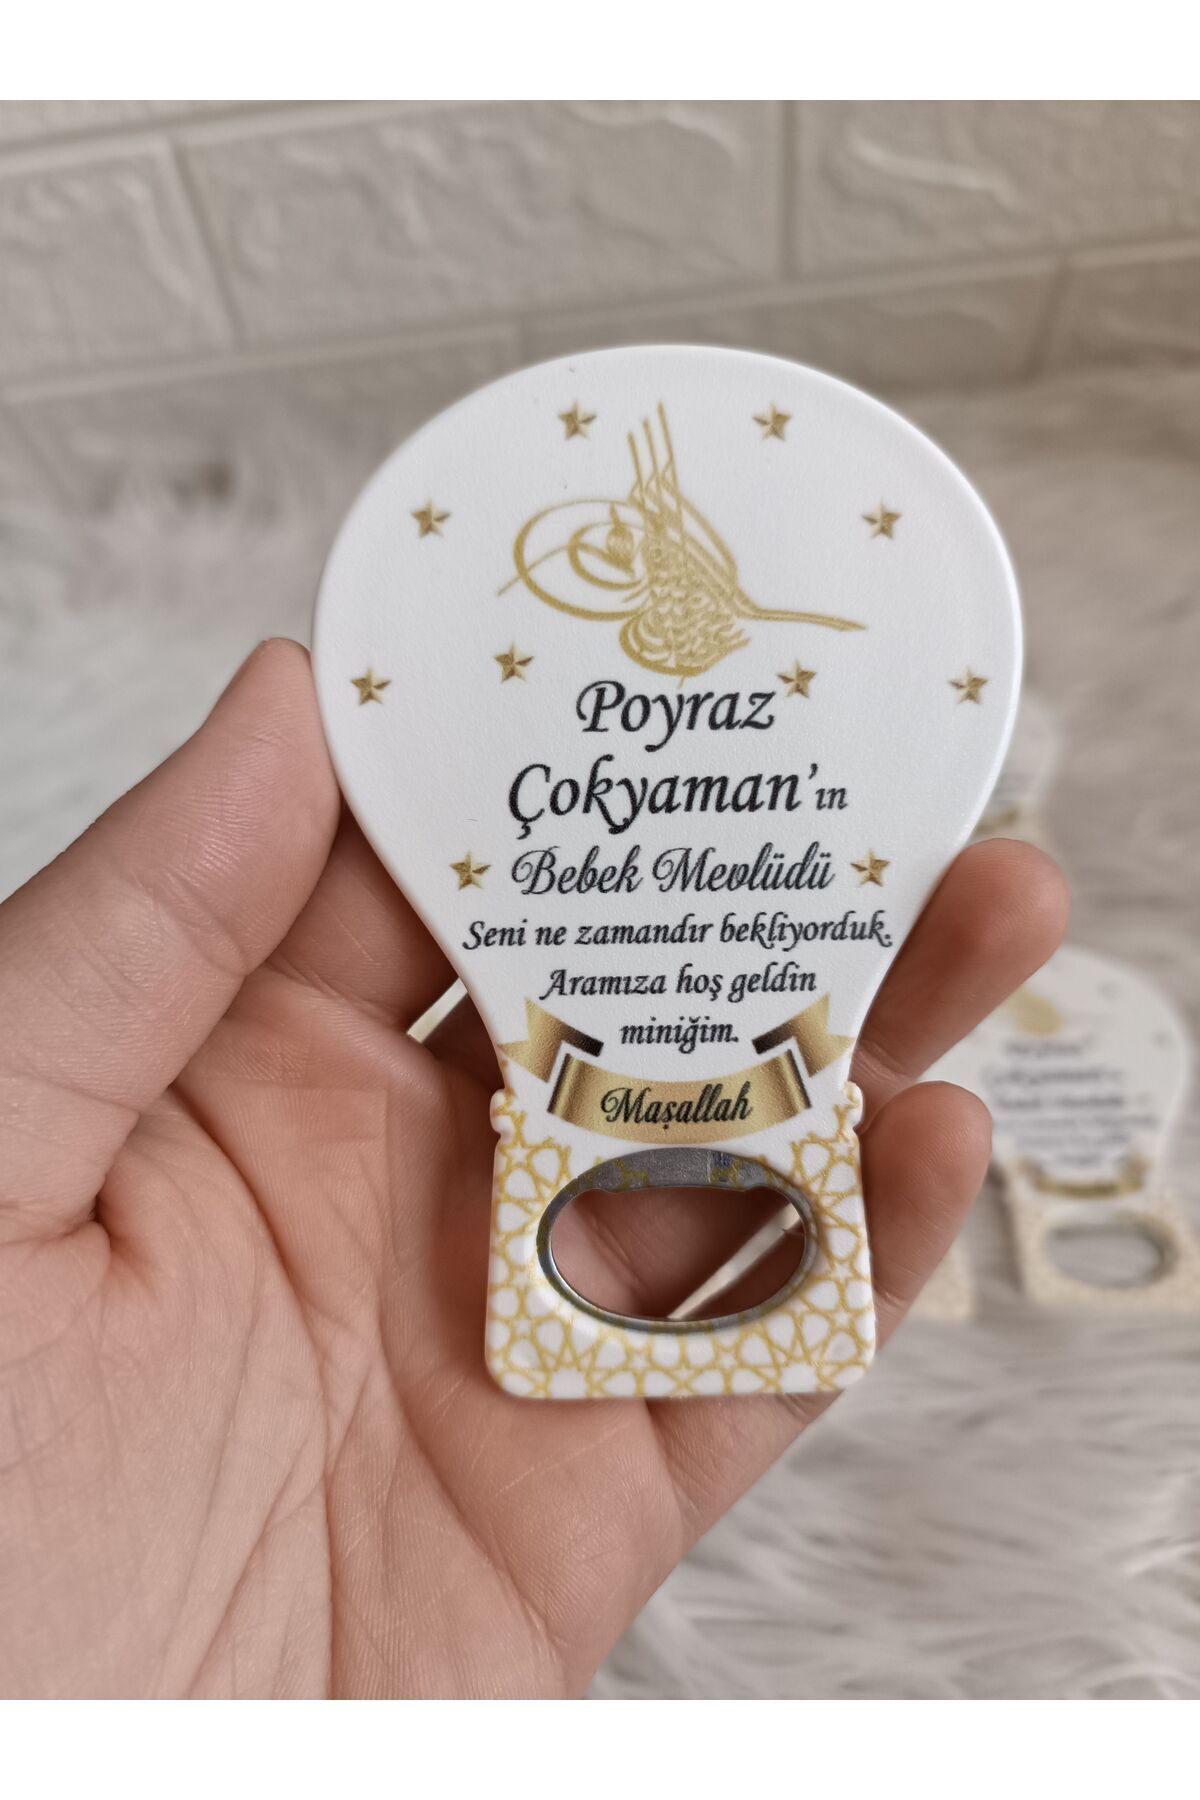 Poyraz
Çokyaman'ın
Bebek Mevlüdü
Seni ne zamandır bekliyorduk.
Aramıza hoş geldin
miniğim.
Maşallah